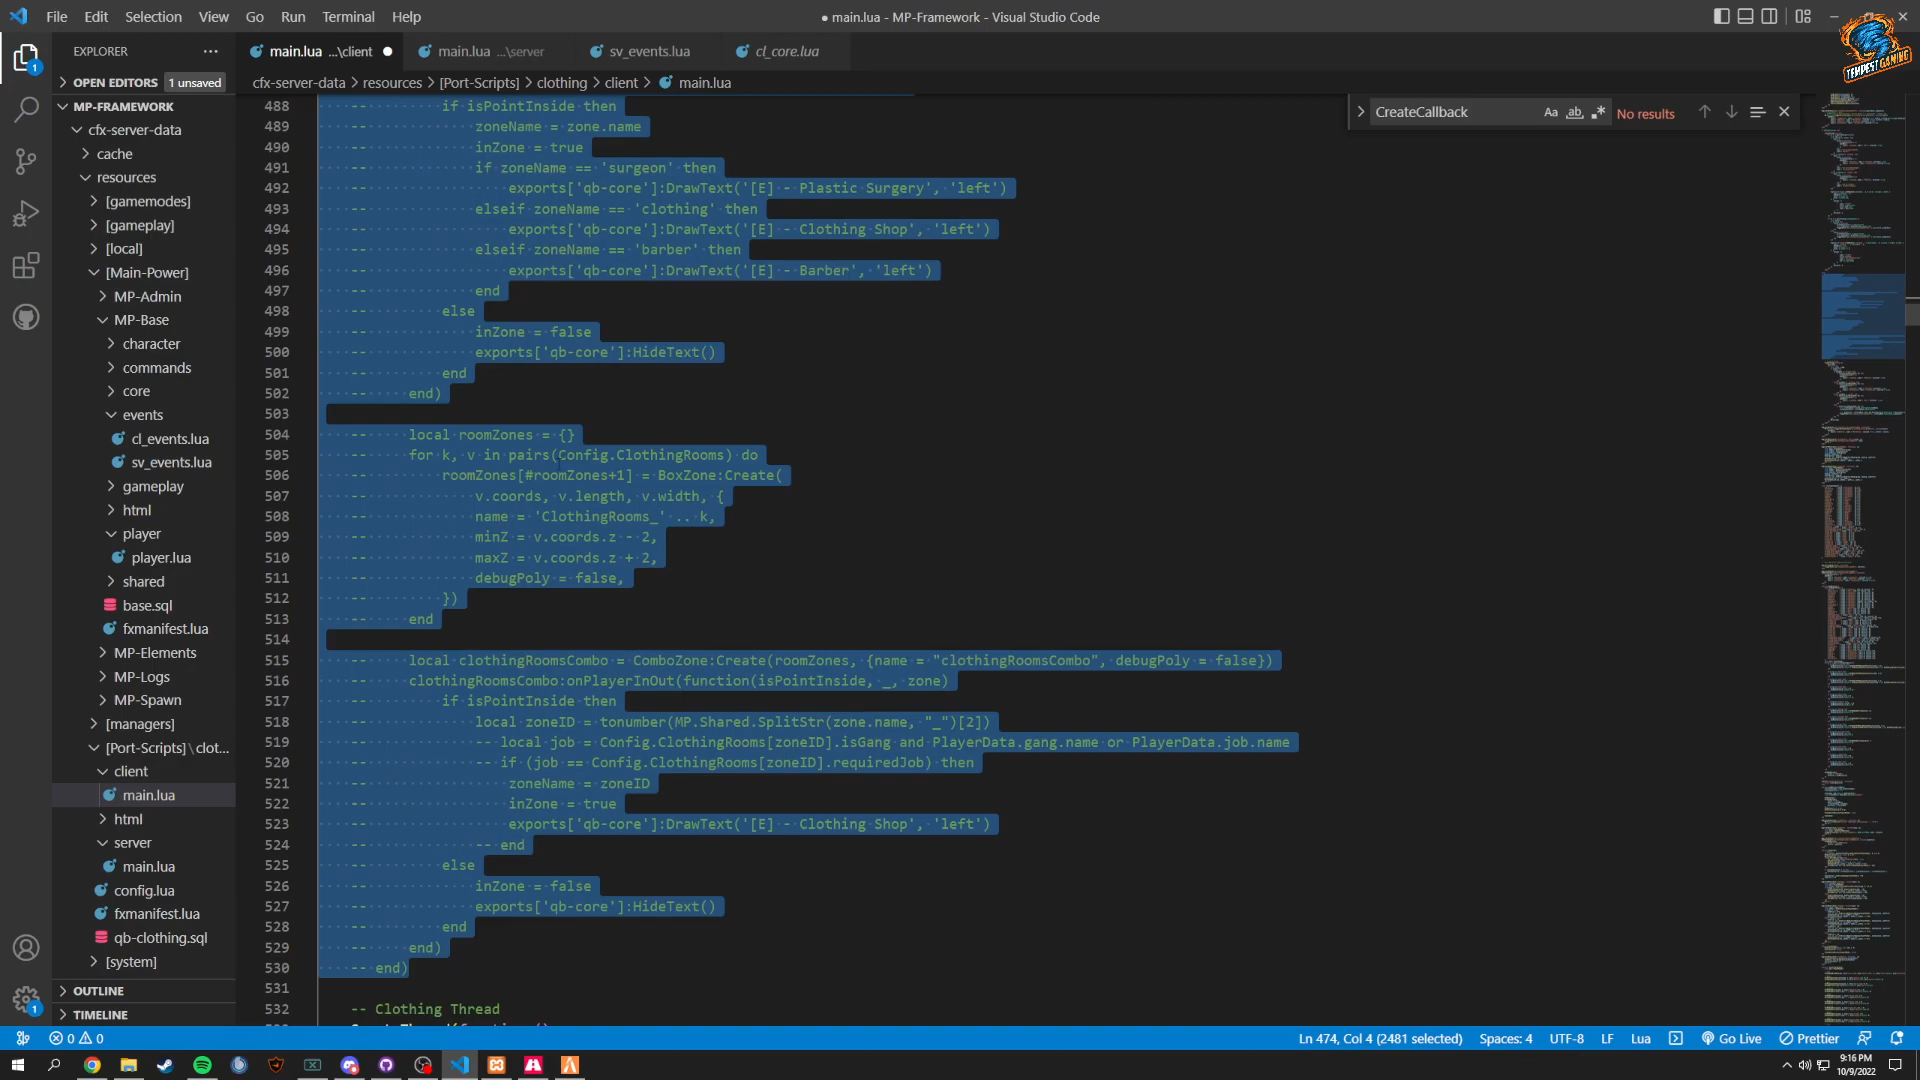 File Edit Selection View Go Run Terminal Help
● main.lua - MP-Framework - Visual Studio Code
TEMPEST GAMING
EXPLORER
main.lua ...\client
main.lua ...\server
sv_events.lua
cl_core.lua
OPEN EDITORS 1 unsaved
cfx-server-data > resources > [Port-Scripts] > clothing > client > main.lua
CreateCallback
Aa ab .*
No results
MP-FRAMEWORK
cfx-server-data
cache
resources
[gamemodes]
[gameplay]
[local]
[Main-Power]
MP-Admin
MP-Base
character
commands
core
events
cl_events.lua
sv_events.lua
gameplay
html
player
player.lua
shared
base.sql
fxmanifest.lua
MP-Elements
MP-Logs
MP-Spawn
[managers]
[Port-Scripts]\clot...
client
main.lua
html
server
main.lua
config.lua
fxmanifest.lua
qb-clothing.sql
[system]
OUTLINE
TIMELINE
488 -- if isPointInside then
489 -- zoneName = zone.name
490 -- inZone = true
491 -- if zoneName == 'surgeon' then
492 -- exports['qb-core']:DrawText('[E] - Plastic Surgery', 'left')
493 -- elseif zoneName == 'clothing' then
494 -- exports['qb-core']:DrawText('[E] - Clothing Shop', 'left')
495 -- elseif zoneName == 'barber' then
496 -- exports['qb-core']:DrawText('[E] - Barber', 'left')
497 -- end
498 -- else
499 -- inZone = false
500 -- exports['qb-core']:HideText()
501 -- end
502 -- end)
503
504 -- local roomZones = {}
505 -- for k, v in pairs(Config.ClothingRooms) do
506 -- roomZones[#roomZones+1] = BoxZone:Create(
507 -- v.coords, v.length, v.width, {
508 -- name = 'ClothingRooms_' .. k,
509 -- minZ = v.coords.z - 2,
510 -- maxZ = v.coords.z + 2,
511 -- debugPoly = false,
512 -- })
513 -- end
514
515 -- local clothingRoomsCombo = ComboZone:Create(roomZones, {name = "clothingRoomsCombo", debugPoly = false})
516 -- clothingRoomsCombo:onPlayerInOut(function(isPointInside, _, zone)
517 -- if isPointInside then
518 -- local zoneID = tonumber(MP.Shared.SplitStr(zone.name, "_")[2])
519 -- -- local job = Config.ClothingRooms[zoneID].isGang and PlayerData.gang.name or PlayerData.job.name
520 -- -- if (job == Config.ClothingRooms[zoneID].requiredJob) then
521 -- zoneName = zoneID
522 -- inZone = true
523 -- exports['qb-core']:DrawText('[E] - Clothing Shop', 'left')
524 -- -- end
525 -- else
526 -- inZone = false
527 -- exports['qb-core']:HideText()
528 -- end
529 -- end)
530 -- end)
531
532 -- Clothing Thread
0 0
Ln 474, Col 4 (2481 selected) Spaces: 4 UTF-8 LF Lua Go Live Prettier
9:16 PM
10/9/2022